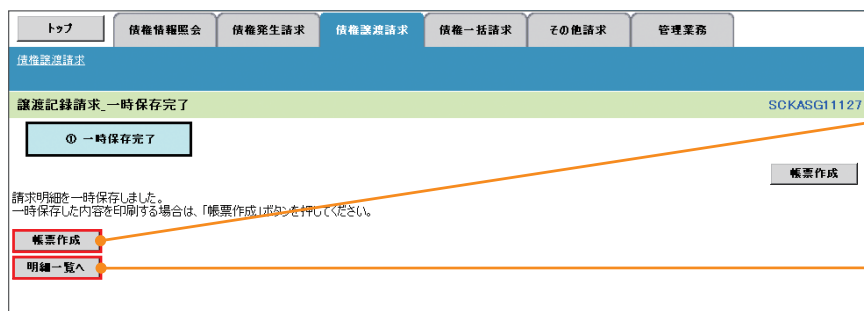 トップ 債権情報照会 債権発生請求 債権譲渡請求 債権一括請求 その他請求 管理業務
債権譲渡請求
譲渡記録請求_一時保存完了 SCKASG11127
① 一時保存完了
帳票作成
請求明細を一時保存しました。
一時保存した内容を印刷する場合は、「帳票作成」ボタンを押してください。
帳票作成
明細一覧へ